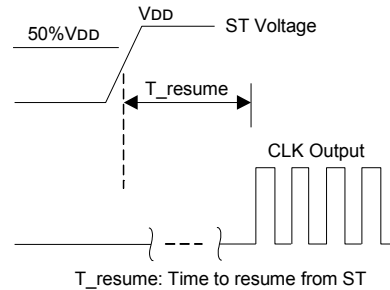 VDD
ST Voltage
50%VDD
T_resume
CLK Output
T_resume: Time to resume from ST